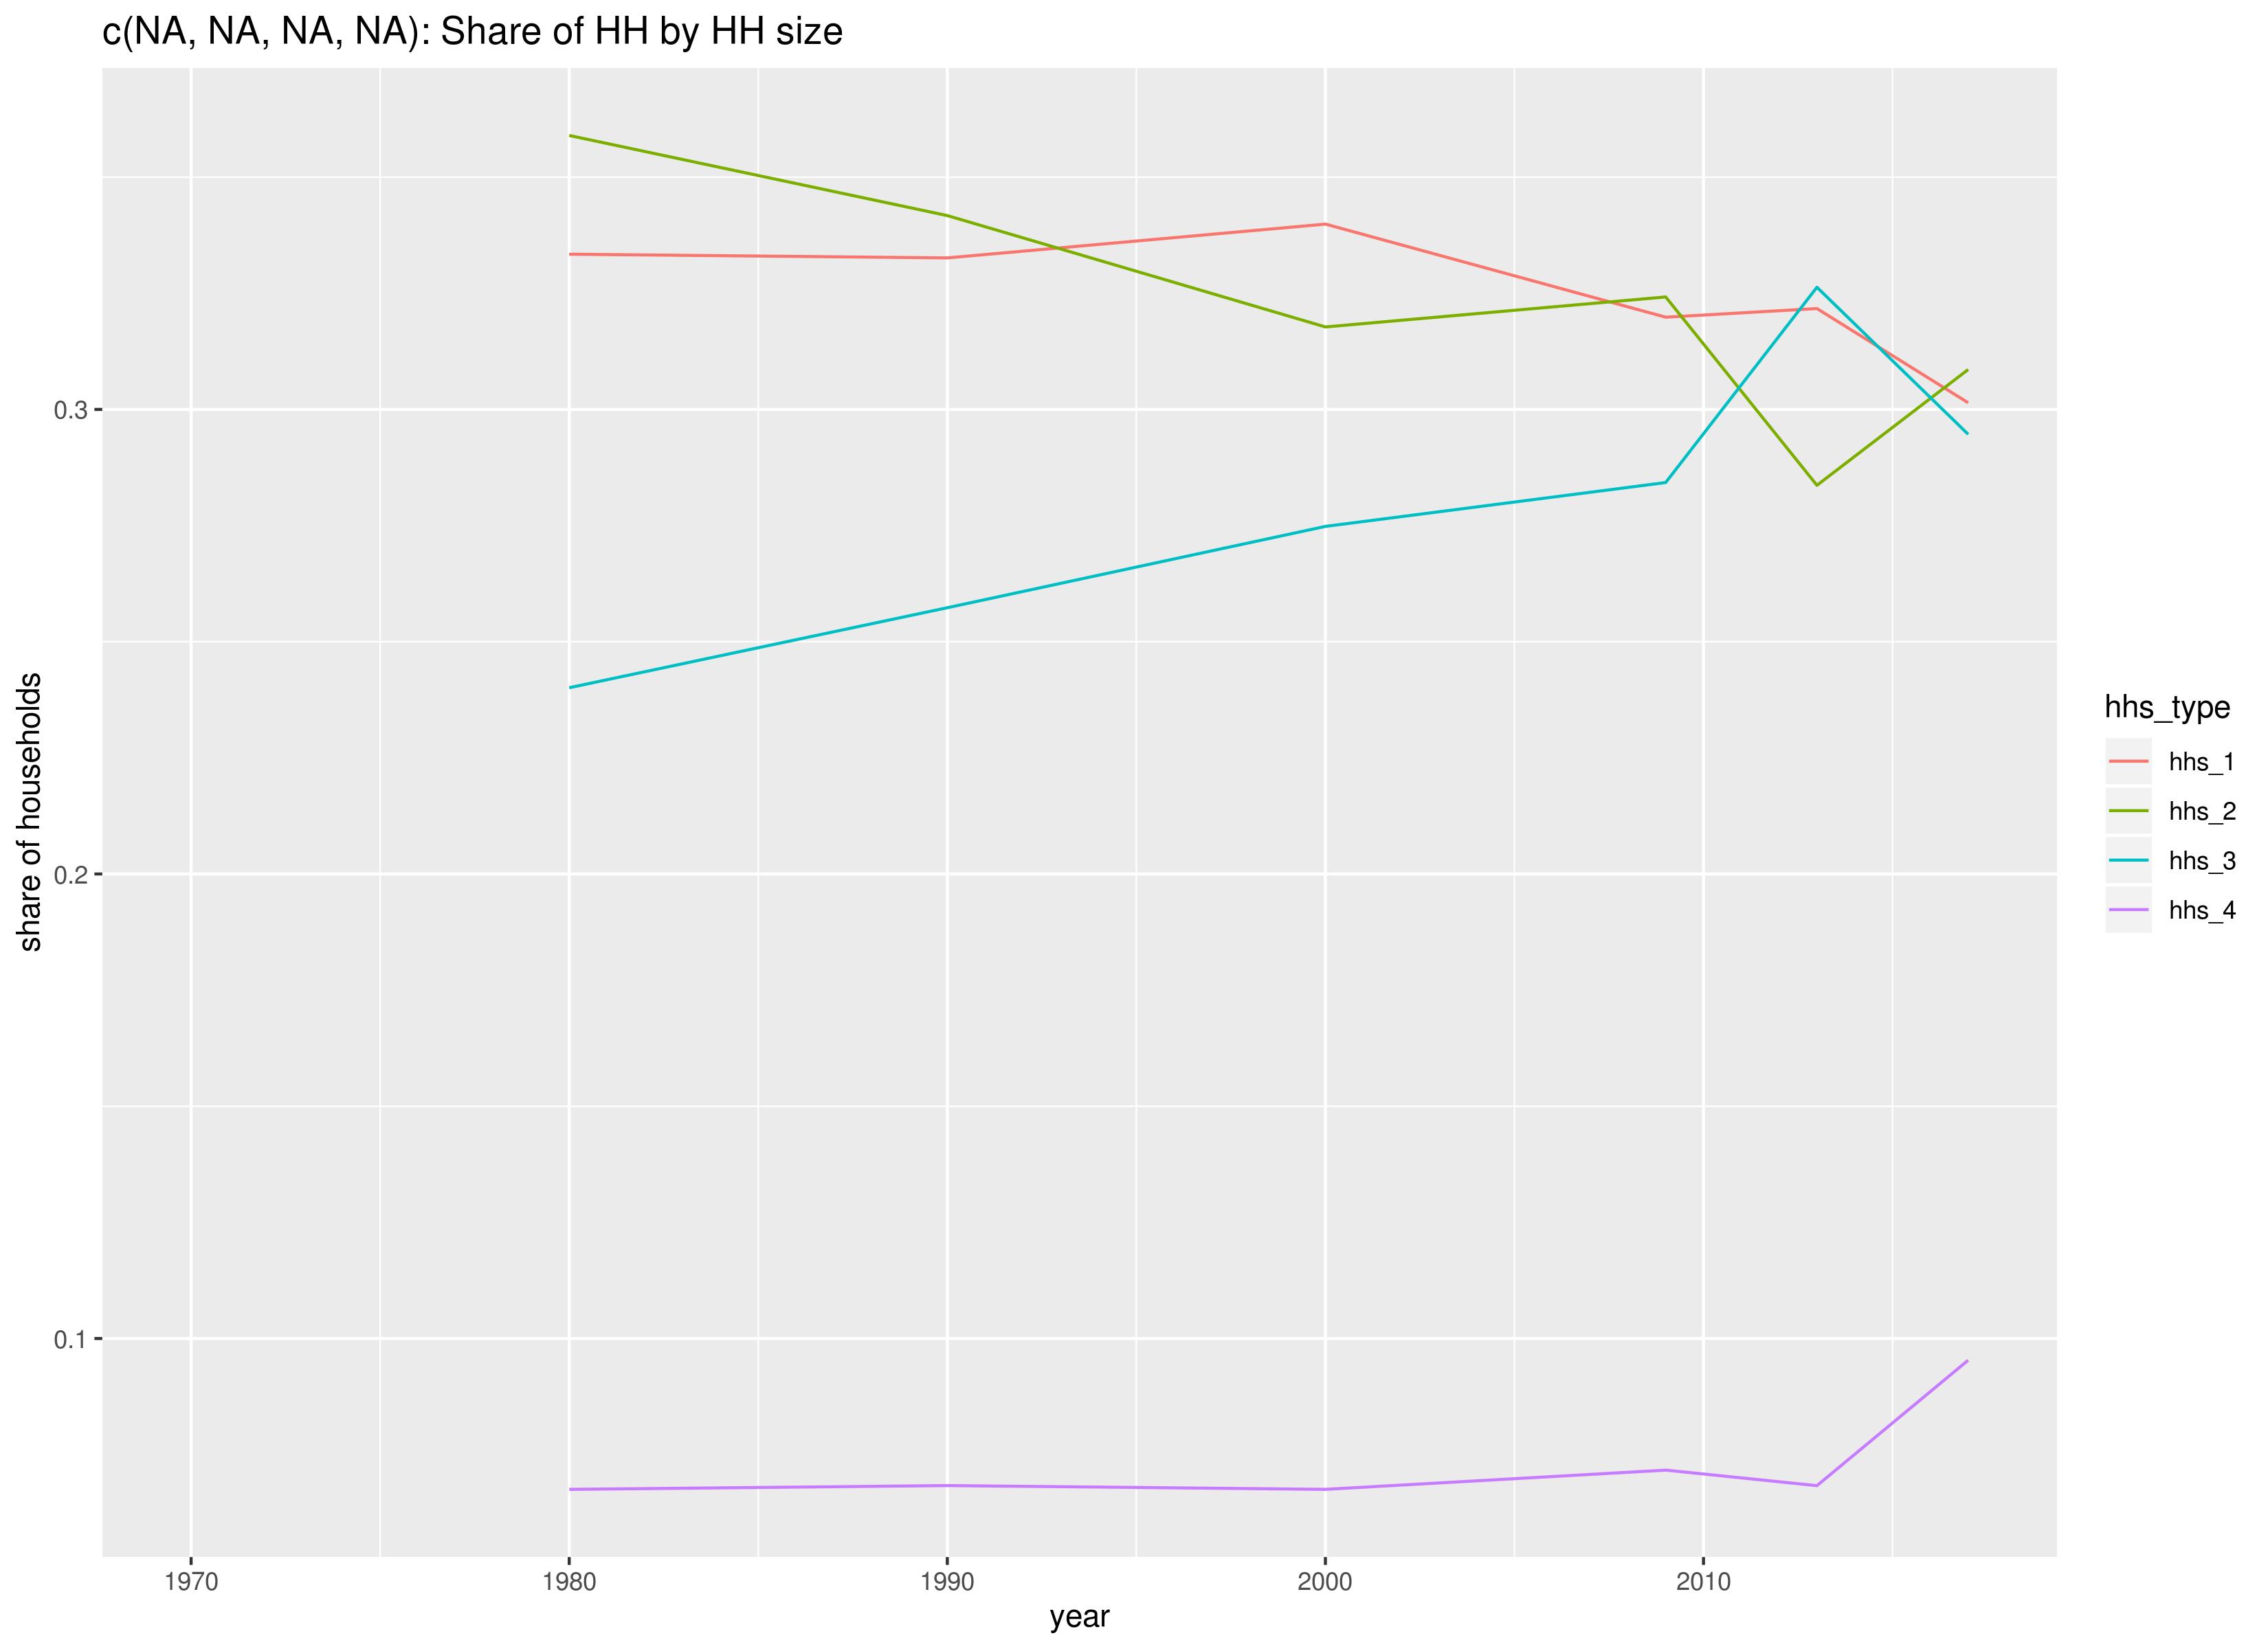 c(NA, NA, NA, NA): Share of HH by HH size
share of households
0.3
0.2
0.1
1970
1980
1990
2000
2010
year
hhs_type
hhs_1
hhs_2
hhs_3
hhs_4